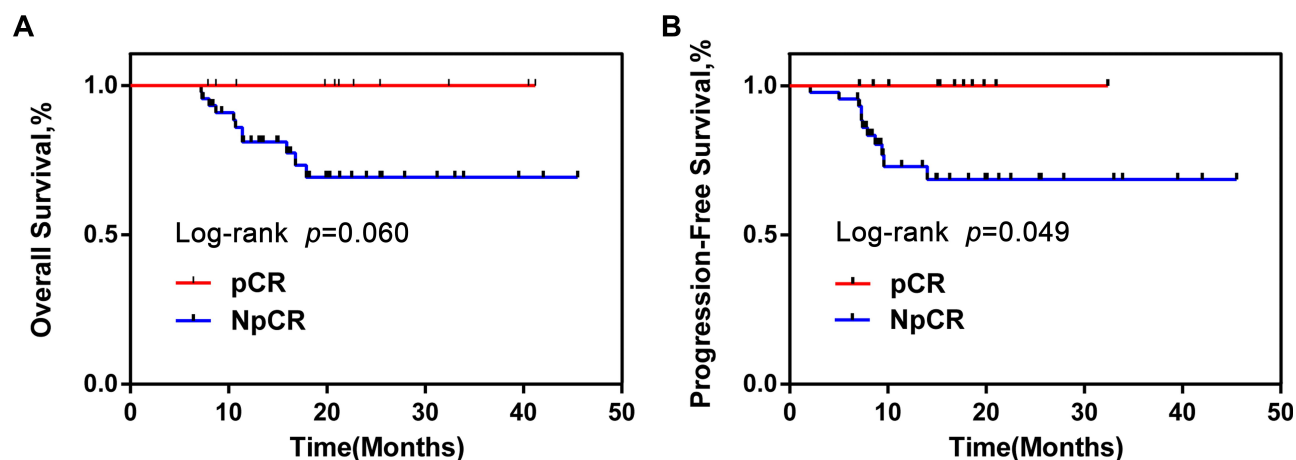 A
Overall Survival,%
1.0
0.5
0.0
Log-rank p=0.060
pCR
NpCR
0 10 20 30 40 50
Time(Months)
B
Progression-Free Survival,%
1.0
0.5
0.0
Log-rank p=0.049
pCR
NpCR
0 10 20 30 40 50
Time(Months)